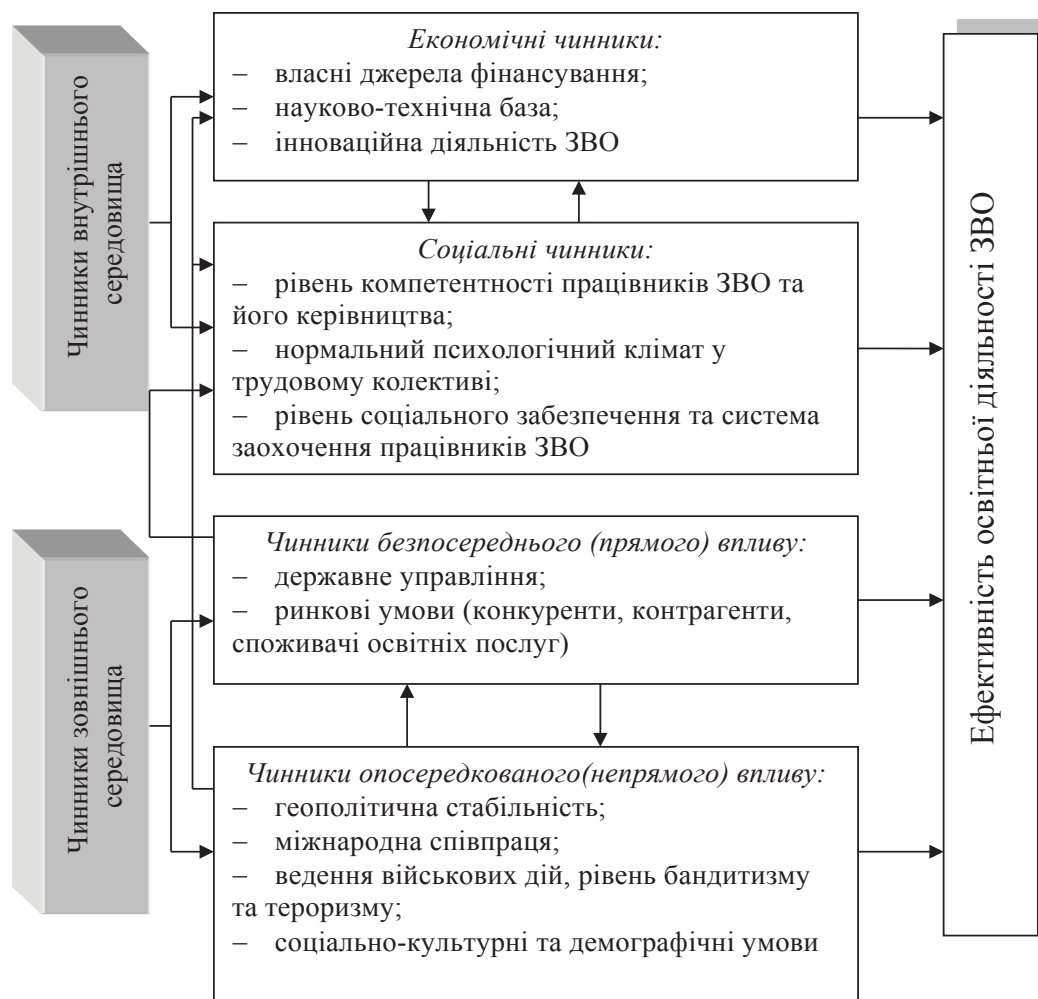 Чинники внутрішнього
середовища
Економічні чинники:
– власні джерела фінансування;
– науково-технічна база;
– інноваційна діяльність ЗВО
Соціальні чинники:
– рівень компетентності працівників ЗВО та
його керівництва;
– нормальний психологічний клімат у
трудовому колективі;
– рівень соціального забезпечення та система
заохочення працівників ЗВО
Чинники зовнішнього
середовища
Чинники безпосереднього (прямого) впливу:
– державне управління;
– ринкові умови (конкуренти, контрагенти,
споживачі освітніх послуг)
Чинники опосередкованого(непрямого) впливу:
– геополітична стабільність;
– міжнародна співпраця;
– ведення військових дій, рівень бандитизму
та тероризму;
– соціально-культурні та демографічні умови
Ефективність освітньої діяльності ЗВО